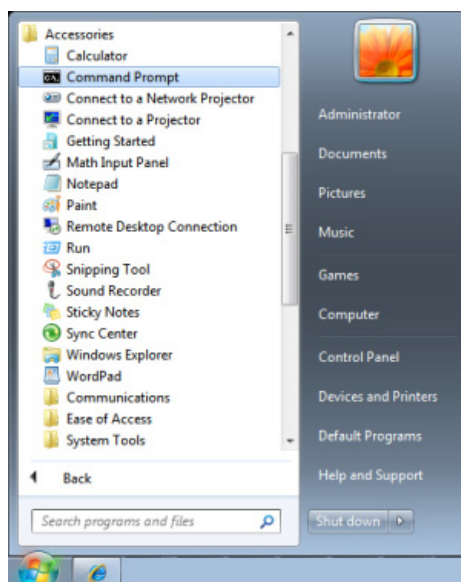 Accessories
Calculator
Command Prompt
Connect to a Network Projector
Connect to a Projector
Getting Started
Math Input Panel
Notepad
Paint
Remote Desktop Connection
Run
Snipping Tool
Sound Recorder
Sticky Notes
Sync Center
Windows Explorer
WordPad
Communications
Ease of Access
System Tools
Back
Search programs and files
Administrator
Documents
Pictures
Music
Games
Computer
Control Panel
Devices and Printers
Default Programs
Help and Support
Shut down